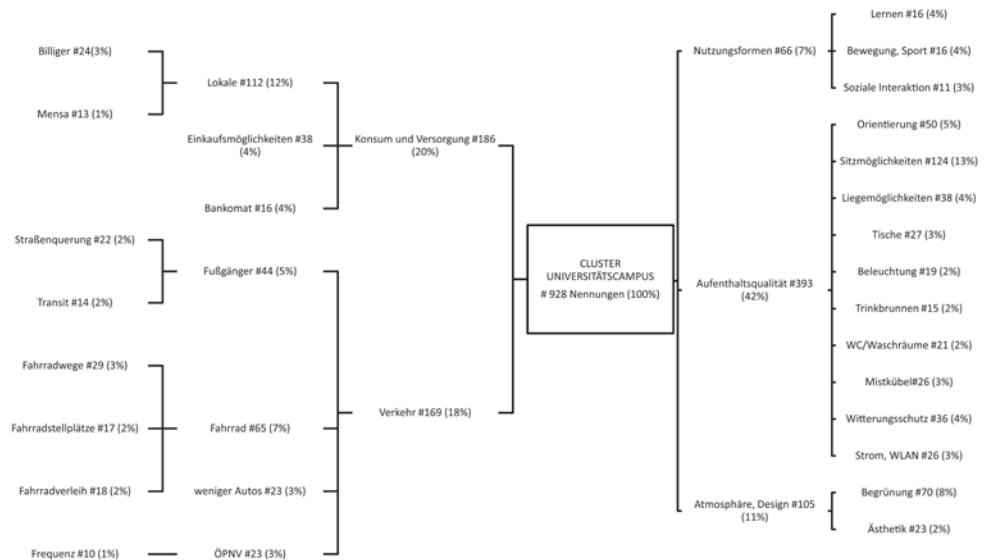 Billiger #24(3%)
Mensa #13 (1%)
Lokale #112 (12%)
Einkaufsmöglichkeiten #38
(4%)
Bankomat #16 (4%)
Konsum und Versorgung #186
(20%)
Straßenquerung #22 (2%)
Transit #14 (2%)
Fußgänger #44 (5%)
Fahrradwege #29 (3%)
Fahrradstellplätze #17 (2%)
Fahrradverleih #18 (2%)
Fahrrad #65 (7%)
weniger Autos #23 (3%)
Frequenz #10 (1%)
ÖPNV #23 (3%)
Verkehr #169 (18%)
CLUSTER
UNIVERSITÄTSCAMPUS
# 928 Nennungen (100%)
Nutzungsformen #66 (7%)
Lernen #16 (4%)
Bewegung, Sport #16 (4%)
Soziale Interaktion #11 (3%)
Aufenthaltsqualität #393
(42%)
Orientierung #50 (5%)
Sitzmöglichkeiten #124 (13%)
Liegemöglichkeiten #38 (4%)
Tische #27 (3%)
Beleuchtung #19 (2%)
Trinkbrunnen #15 (2%)
WC/Waschräume #21 (2%)
Mistkübel#26 (3%)
Witterungsschutz #36 (4%)
Strom, WLAN #26 (3%)
Atmosphäre, Design #105
(11%)
Begrünung #70 (8%)
Ästhetik #23 (2%)